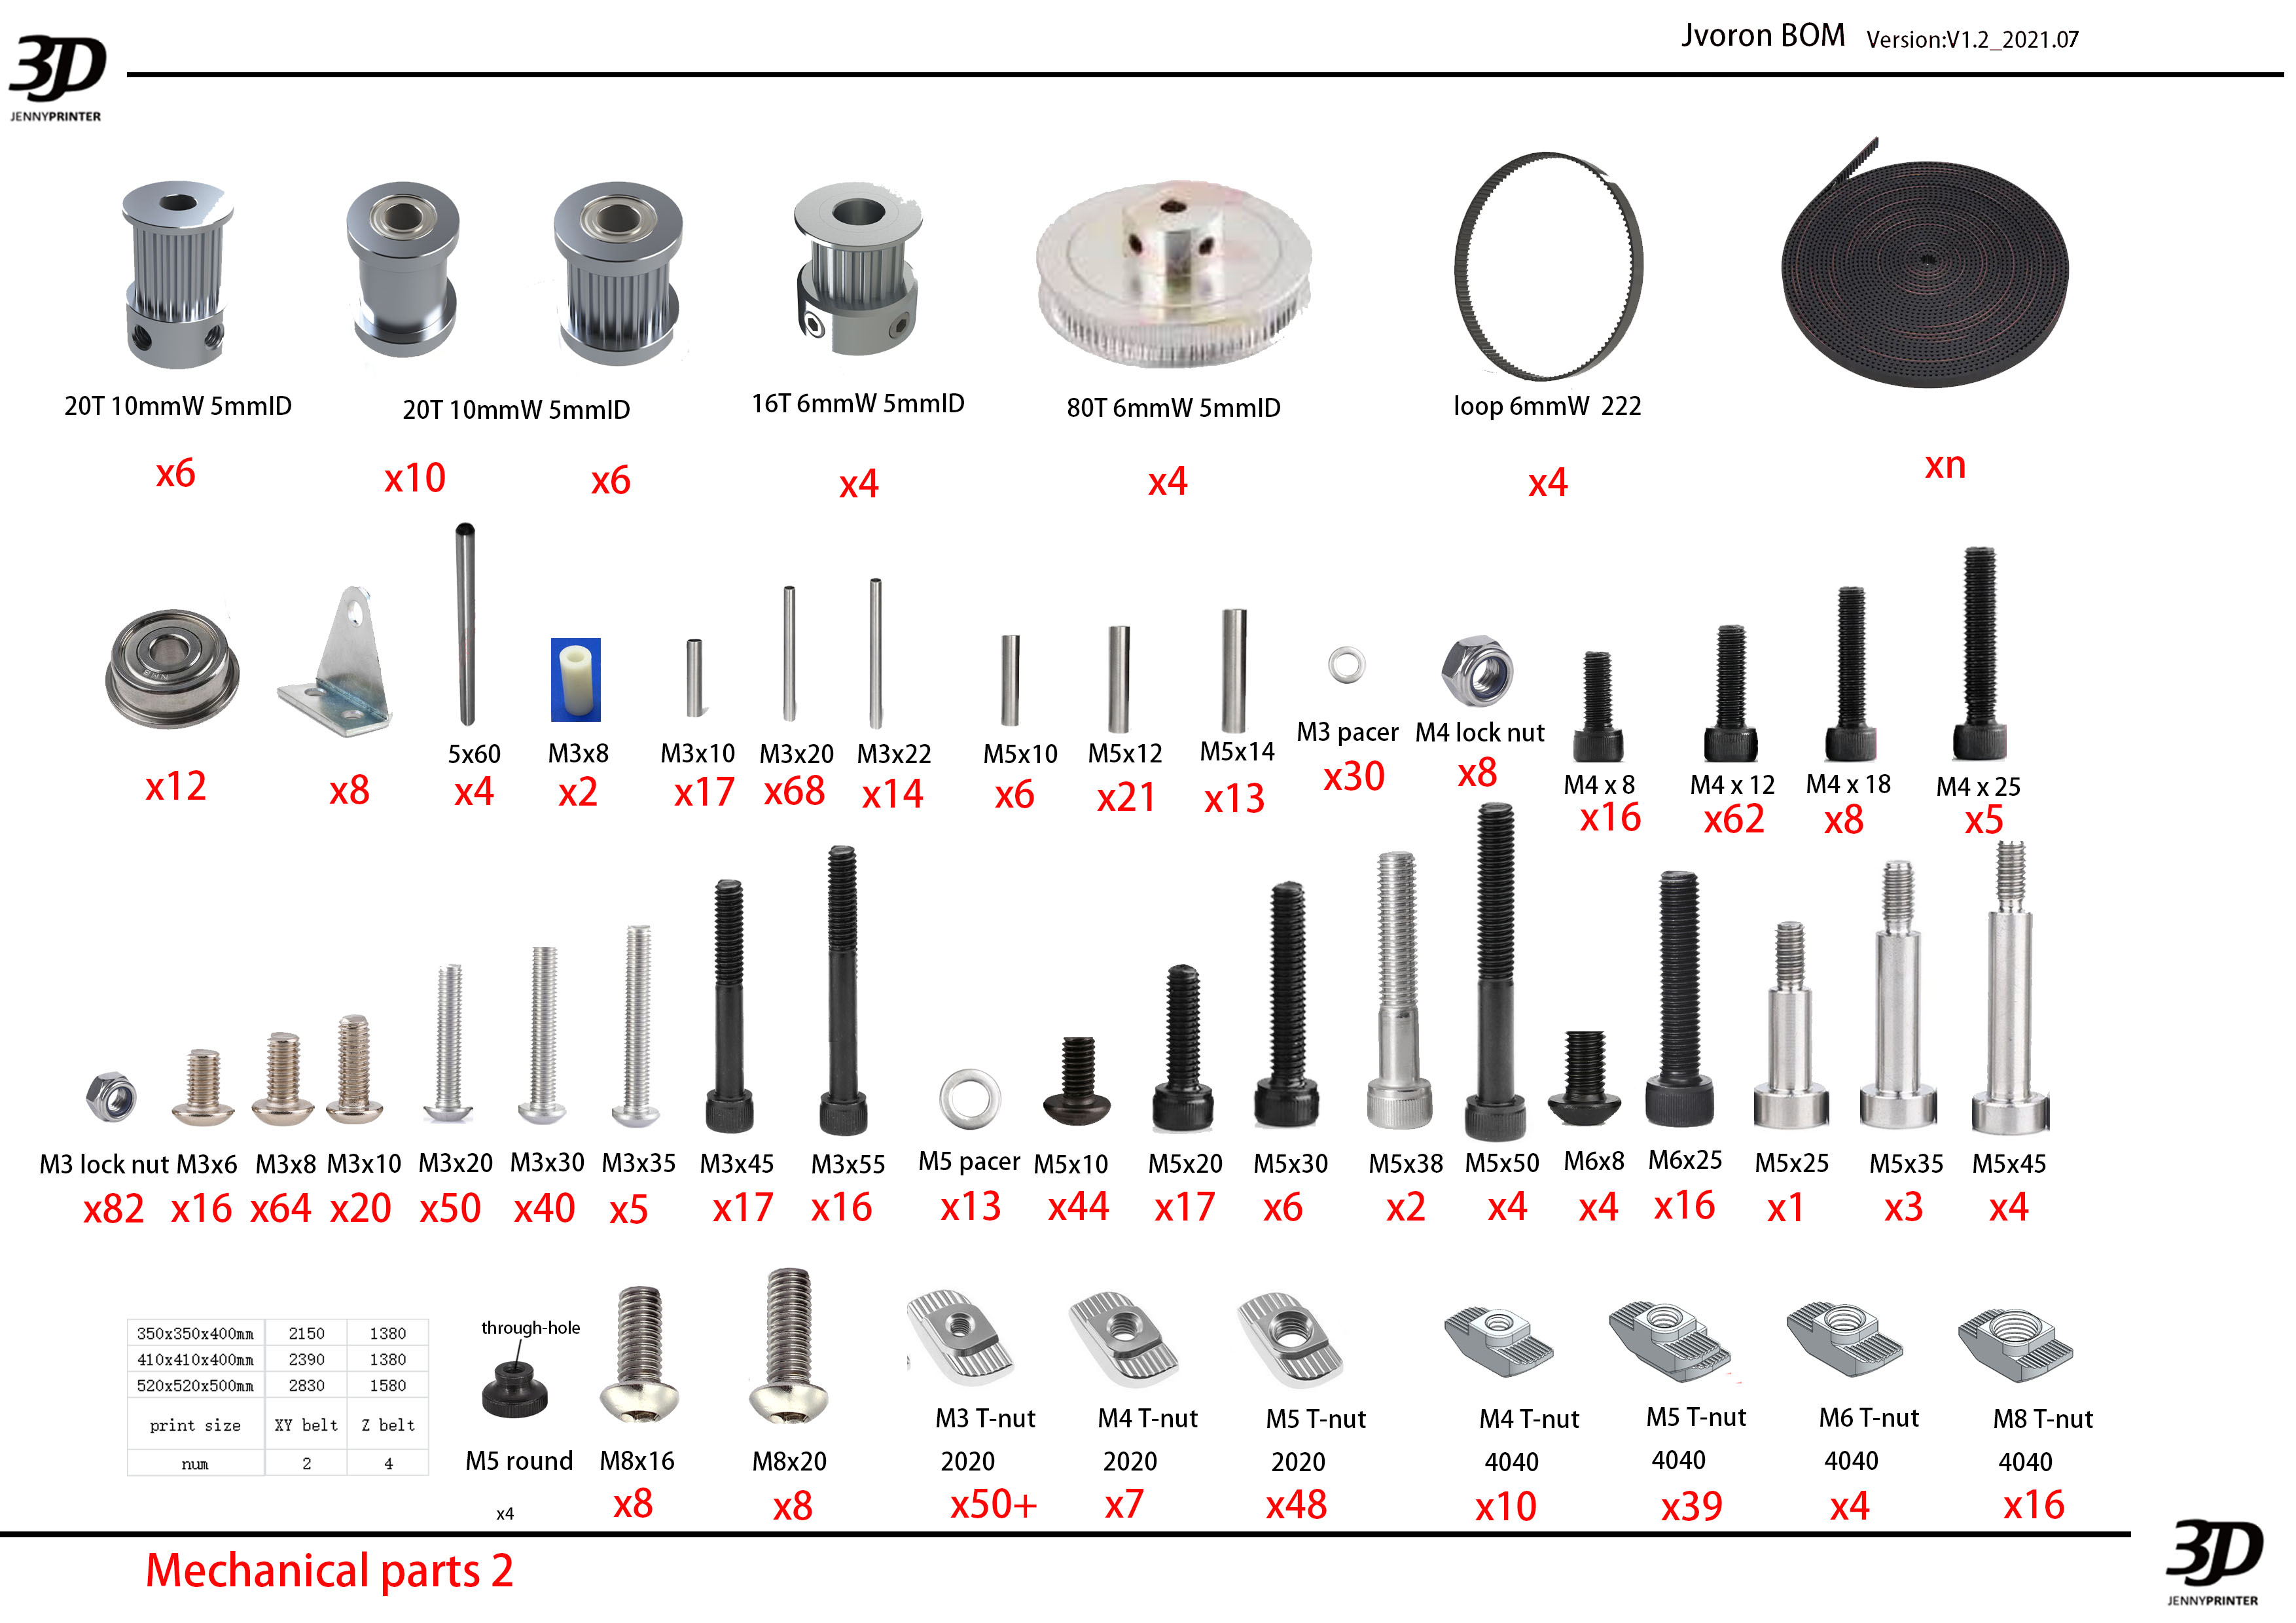 Jvoron BOM Version:V1.2_2021.07
3D
JENNYPRINTER
20T 10mmW 5mmID
20T 10mmW 5mmID
16T 6mmW 5mmID
80T 6mmW 5mmID
loop 6mmW 222
x6
x10
x6
x4
x4
x4
xn
5x60
M3x8
M3x10
M3x20
M3x22
M5x10
M5x12
M5x14
M3 pacer
M4 lock nut
M4 x 8
M4 x 12
M4 x 18
M4 x 25
x12
x8
x4
x2
x17
x68
x14
x6
x21
x13
x30
x8
x16
x62
x8
x5
M3 lock nut
M3x6
M3x8
M3x10
M3x20
M3x30
M3x35
M3x45
M3x55
M5 pacer
M5x10
M5x20
M5x30
M5x38
M5x50
M6x8
M6x25
M5x25
M5x35
M5x45
x82
x16
x64
x20
x50
x40
x5
x17
x16
x13
x44
x17
x6
x2
x4
x4
x16
x1
x3
x4
350x350x400mm 2150 1380
410x410x400mm 2390 1380
520x520x500mm 2830 1580
print size XY belt Z belt
num 2 4
through-hole
M5 round
x4
M8x16
x8
M8x20
x8
M3 T-nut
2020
x50+
M4 T-nut
2020
x7
M5 T-nut
2020
x48
M4 T-nut
4040
x10
M5 T-nut
4040
x39
M6 T-nut
4040
x4
M8 T-nut
4040
x16
Mechanical parts 2
3D
JENNYPRINTER